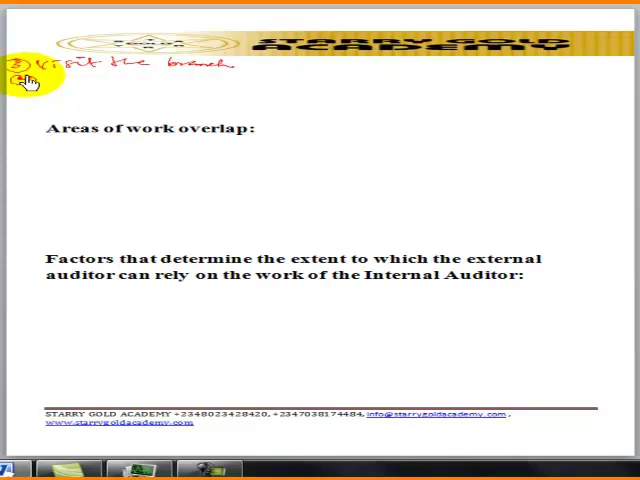 STARRY GOLD
ACADEMY
visit the branch
Areas of work overlap:
Factors that determine the extent to which the external
auditor can rely on the work of the Internal Auditor:
STARRY GOLD ACADEMY +2348023428420, +2347038174484, info@starrygoldacademy.com ,
www.starrygoldacademy.com